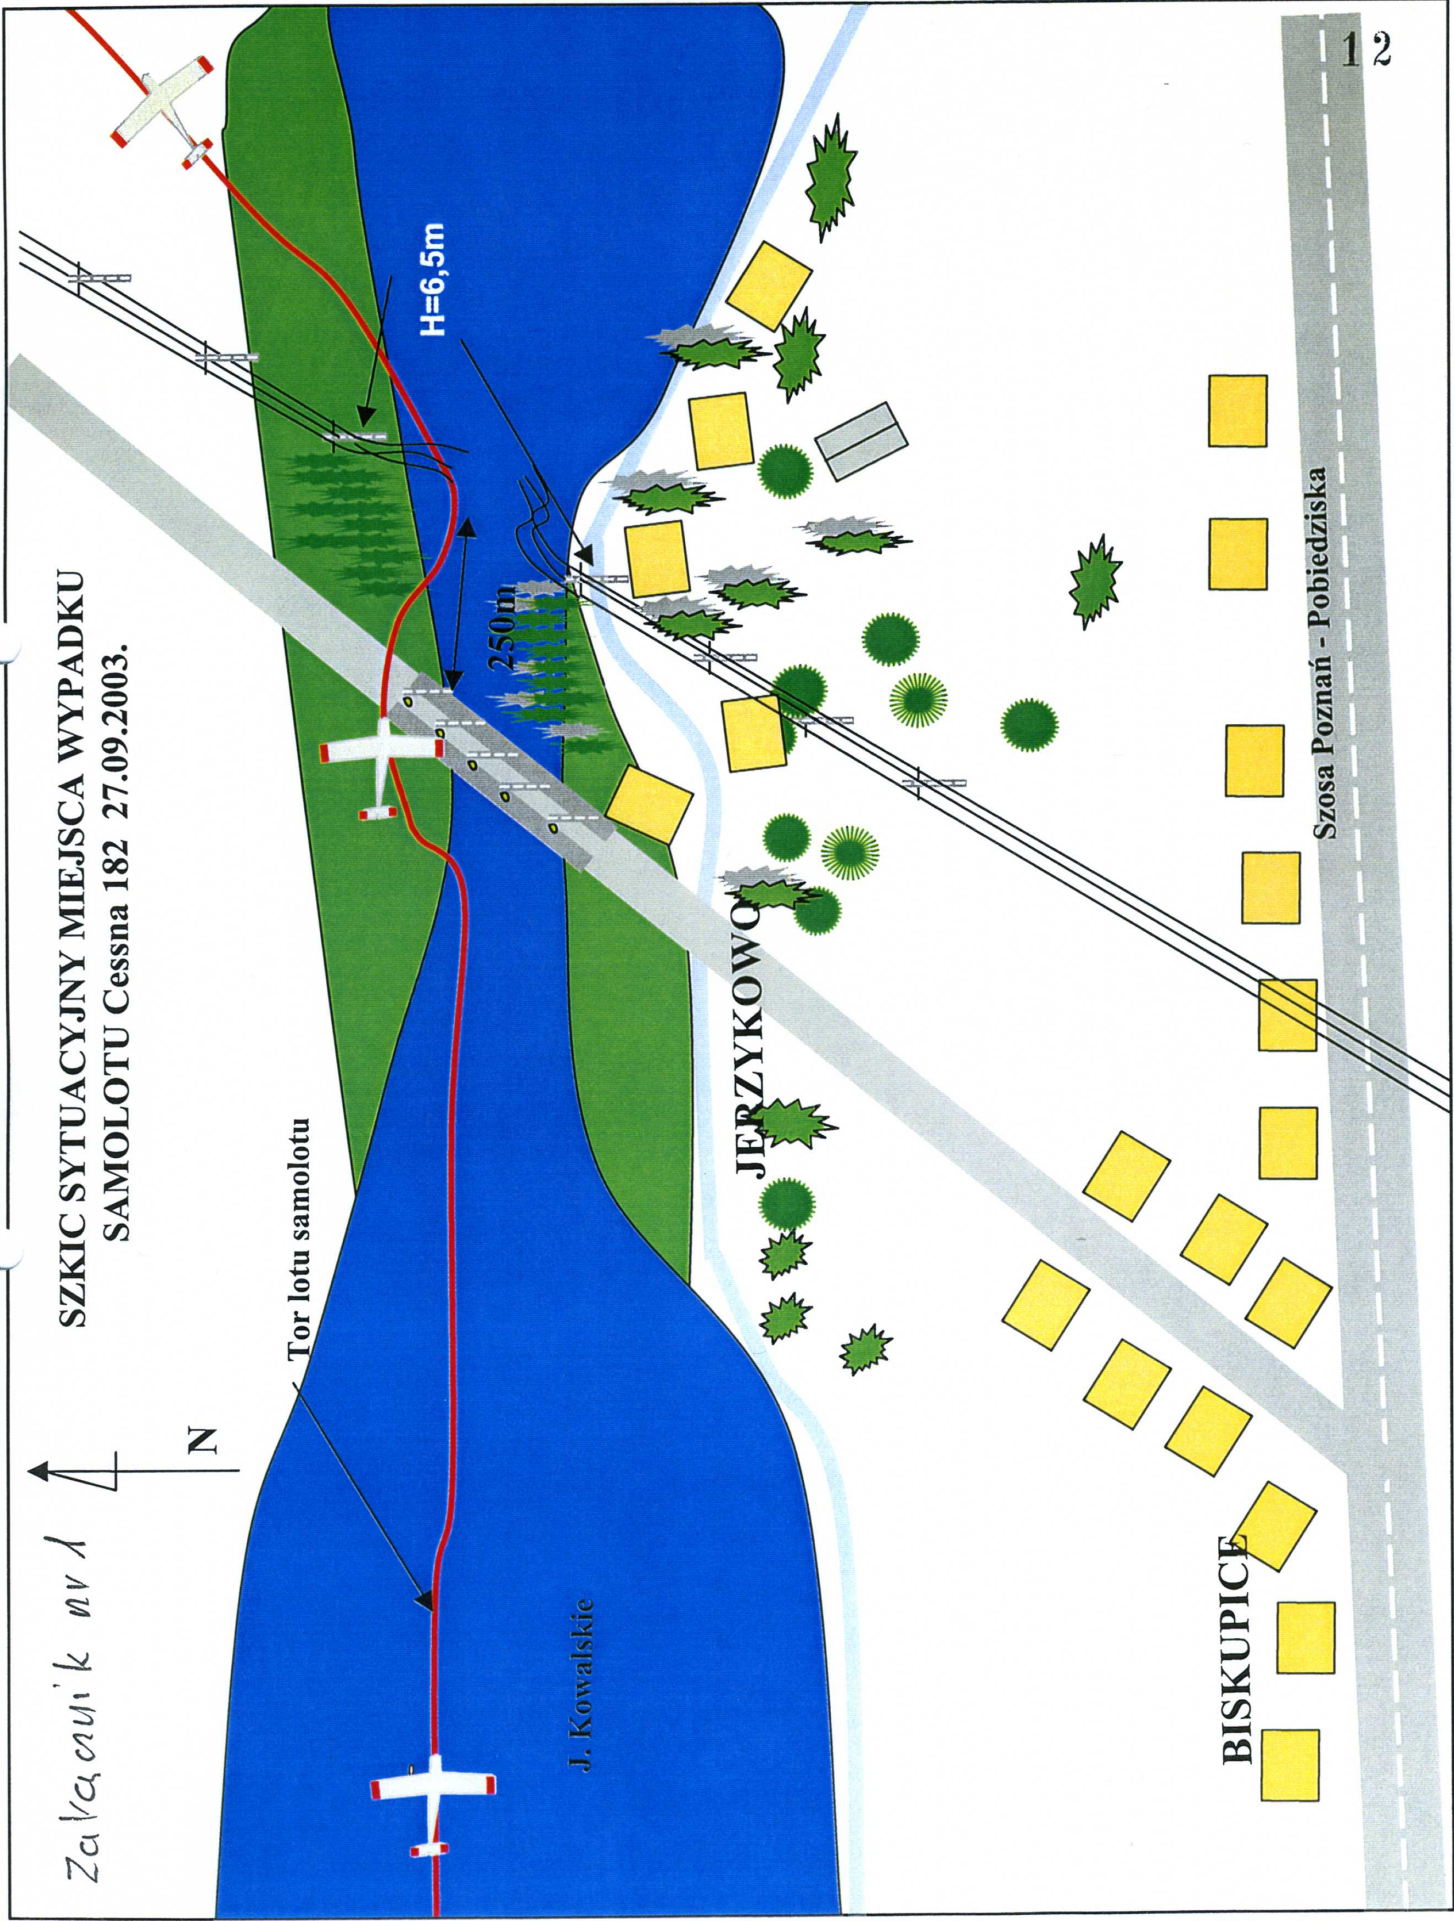 Załącznik nr 1
SZKIC SYTUACYJNY MIEJSCA WYPADKU
SAMOLOTU Cessna 182 27.09.2003.
N
Tor lotu samolotu
H=6,5m
250m
J. Kowalskie
JERZYKOWO
BISKUPICE
Szosa Poznań - Pobiedziska
12